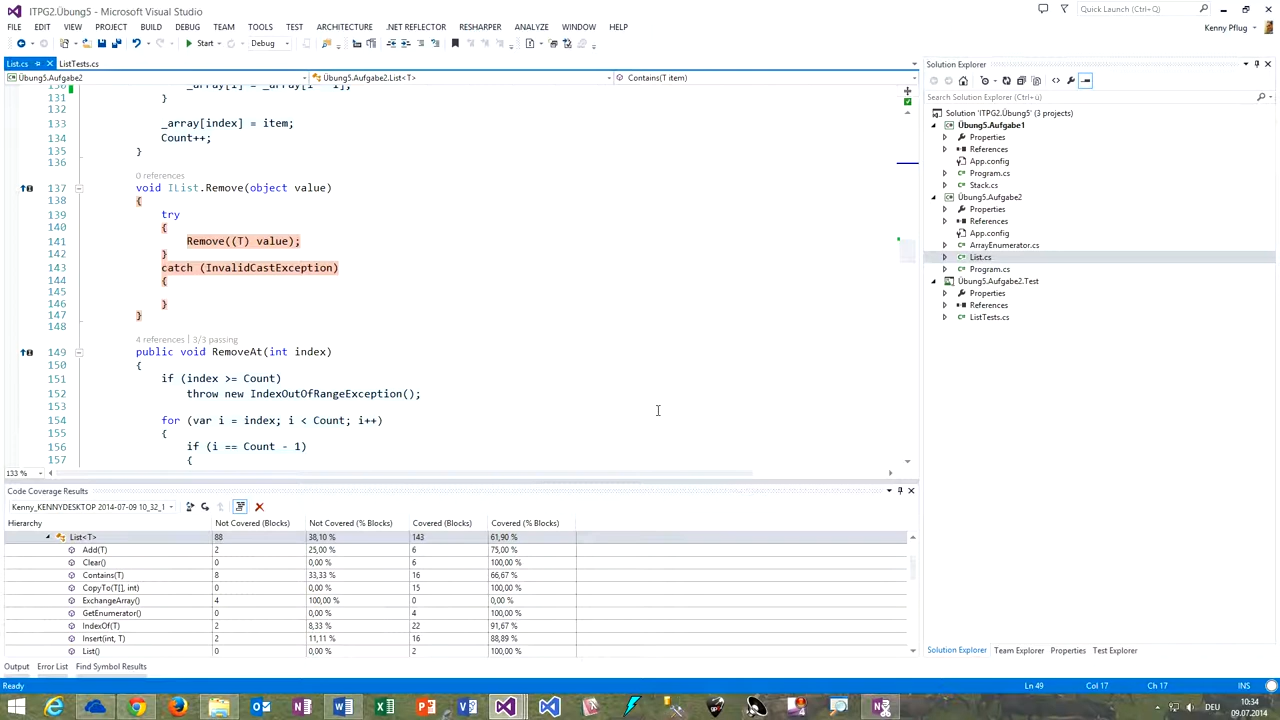 ITPG2.Übung5 - Microsoft Visual Studio
Quick Launch (Ctrl+Q)
FILE EDIT VIEW PROJECT BUILD DEBUG TEAM TOOLS TEST ARCHITECTURE .NET REFLECTOR RESHARPER ANALYZE WINDOW HELP
Kenny Pflug
Start Debug
List.cs ListTests.cs
Übung5.Aufgabe2 Übung5.Aufgabe2.List<T> Contains(T item)
130 _array[i] = _array[i - 1];
131 }
132
133 _array[index] = item;
134 Count++;
135 }
136
0 references
137 void IList.Remove(object value)
138 {
139 try
140 {
141 Remove((T) value);
142 }
143 catch (InvalidCastException)
144 {
145
146 }
147 }
148
4 references | 3/3 passing
149 public void RemoveAt(int index)
150 {
151 if (index >= Count)
152 throw new IndexOutOfRangeException();
153
154 for (var i = index; i < Count; i++)
155 {
156 if (i == Count - 1)
157 {
133 %
Solution Explorer
Search Solution Explorer (Ctrl+ü)
Solution 'ITPG2.Übung5' (3 projects)
Übung5.Aufgabe1
Properties
References
App.config
Program.cs
Stack.cs
Übung5.Aufgabe2
Properties
References
App.config
ArrayEnumerator.cs
List.cs
Program.cs
Übung5.Aufgabe2.Test
Properties
References
ListTests.cs
Solution Explorer Team Explorer Properties Test Explorer
Code Coverage Results
Kenny_KENNYDESKTOP 2014-07-09 10_32_1
Hierarchy Not Covered (Blocks) Not Covered (% Blocks) Covered (Blocks) Covered (% Blocks)
List<T> 88 38,10 % 143 61,90 %
Add(T) 2 25,00 % 6 75,00 %
Clear() 0 0,00 % 6 100,00 %
Contains(T) 8 33,33 % 16 66,67 %
CopyTo(T[], int) 0 0,00 % 15 100,00 %
ExchangeArray() 4 100,00 % 0 0,00 %
GetEnumerator() 0 0,00 % 4 100,00 %
IndexOf(T) 2 8,33 % 22 91,67 %
Insert(int, T) 2 11,11 % 16 88,89 %
List() 0 0,00 % 2 100,00 %
Output Error List Find Symbol Results
Ready Ln 49 Col 17 Ch 17 INS
10:34
09.07.2014